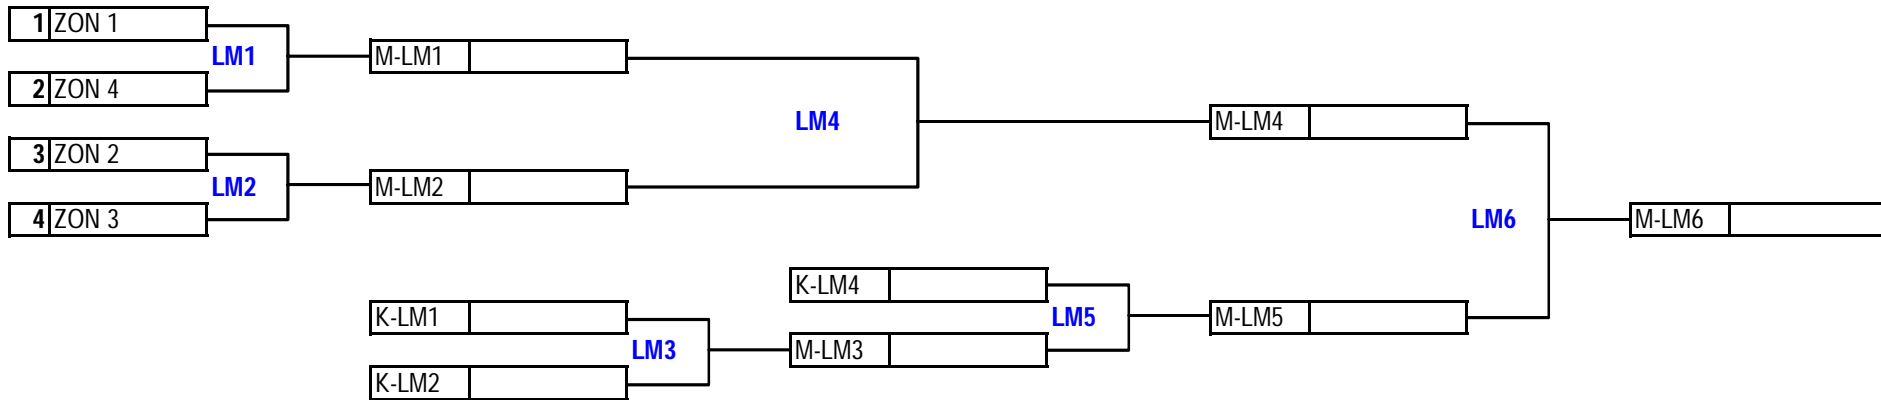 1 ZON 1
LM1
M-LM1
2 ZON 4
LM4
M-LM4
3 ZON 2
LM2
M-LM2
4 ZON 3
LM6
M-LM6
K-LM4
K-LM1
LM5
M-LM5
LM3
M-LM3
K-LM2